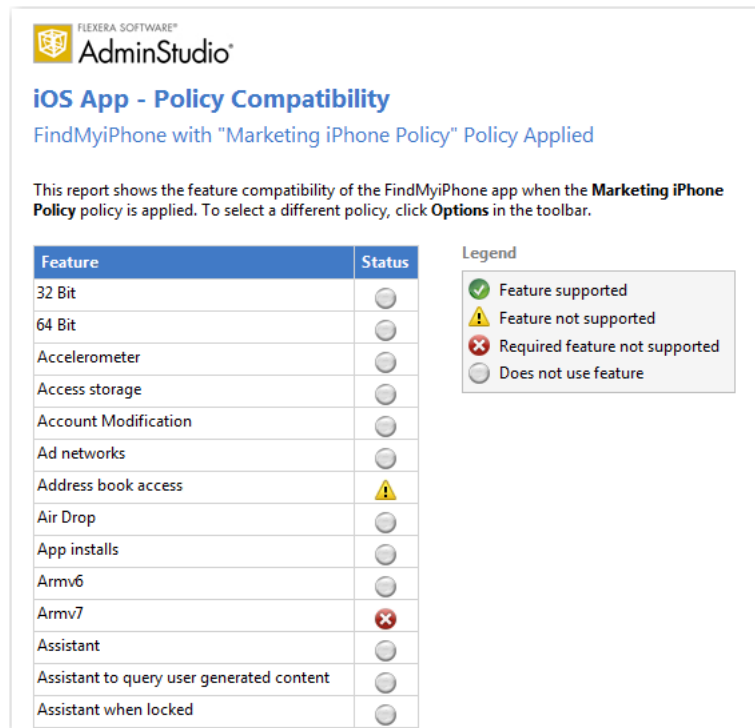 FLEXERA SOFTWARE®
AdminStudio®
iOS App - Policy Compatibility
FindMyiPhone with "Marketing iPhone Policy" Policy Applied
This report shows the feature compatibility of the FindMyiPhone app when the Marketing iPhone
Policy policy is applied. To select a different policy, click Options in the toolbar.
Feature Status
32 Bit
64 Bit
Accelerometer
Access storage
Account Modification
Ad networks
Address book access
Air Drop
App installs
Armv6
Armv7
Assistant
Assistant to query user generated content
Assistant when locked
Legend
Feature supported
Feature not supported
Required feature not supported
Does not use feature